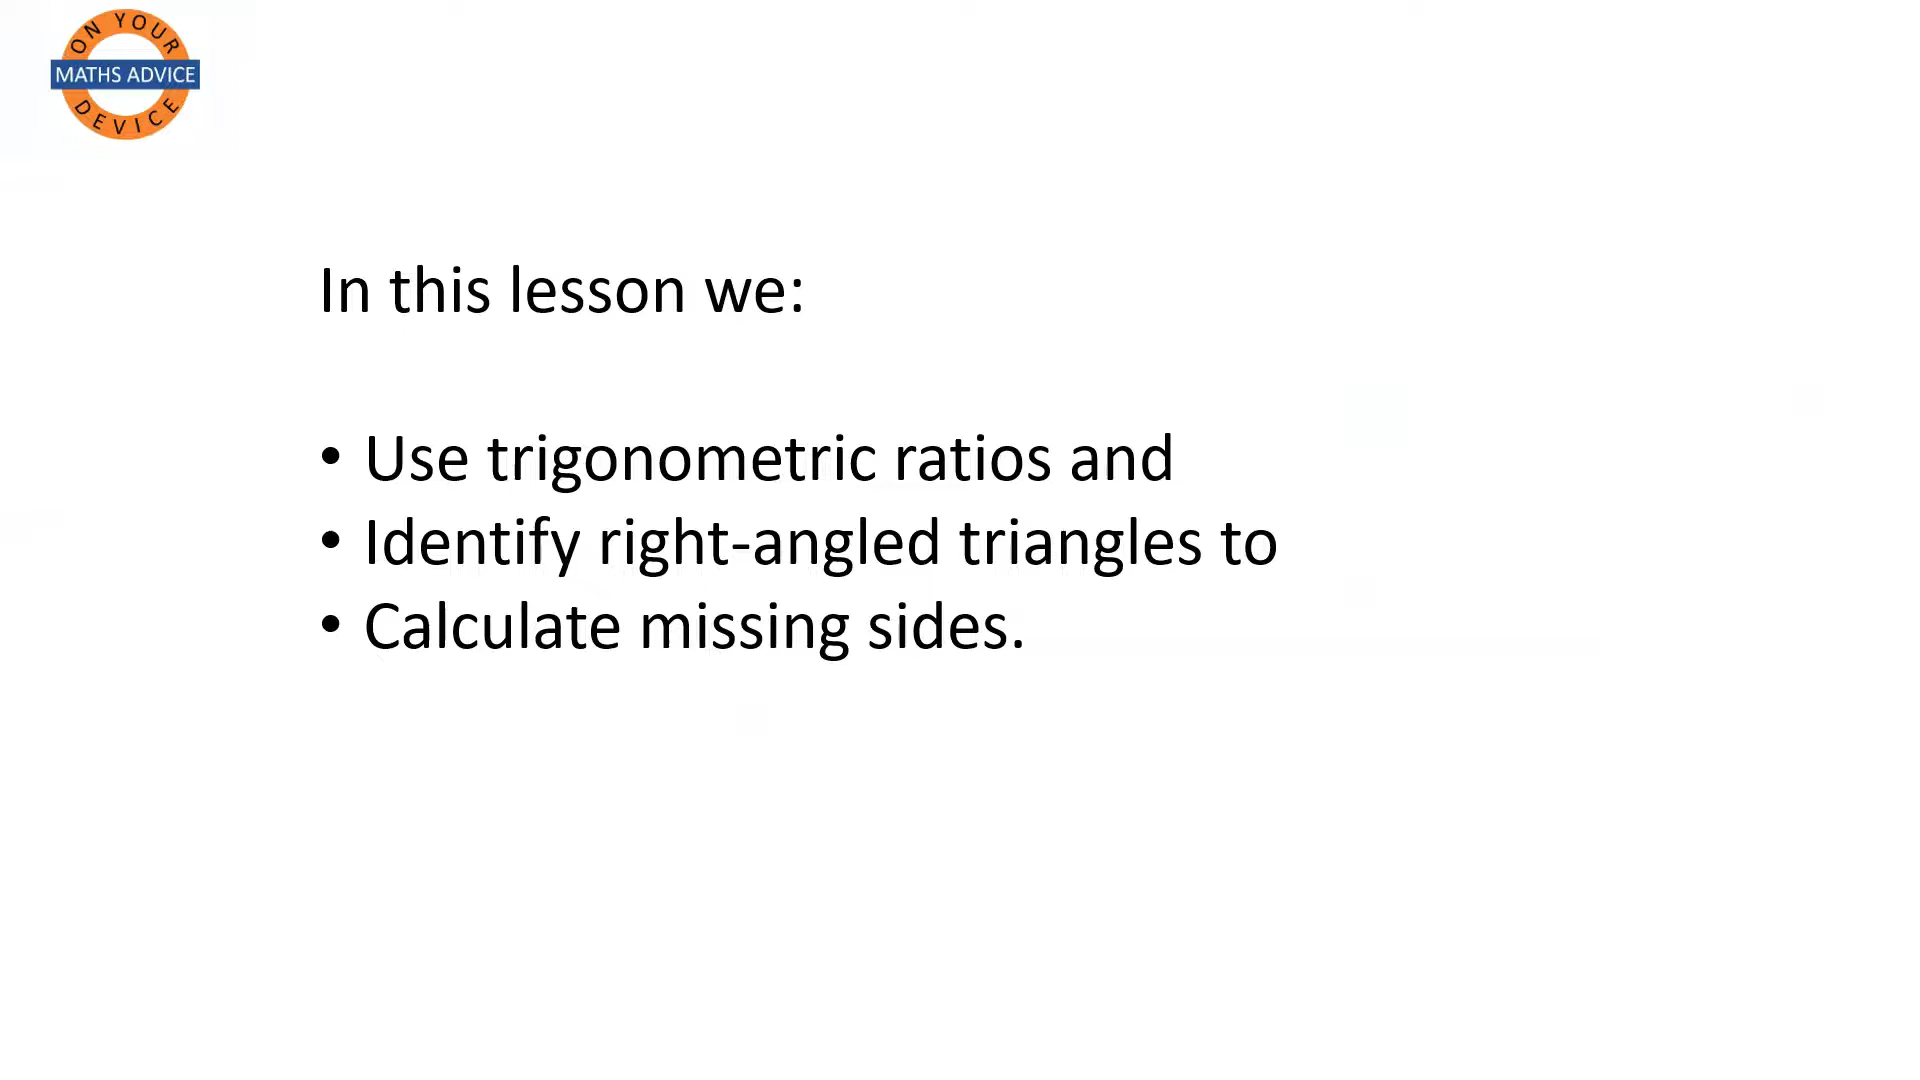 ON YOUR
MATHS ADVICE
DEVICE
In this lesson we:
• Use trigonometric ratios and
• Identify right-angled triangles to
• Calculate missing sides.